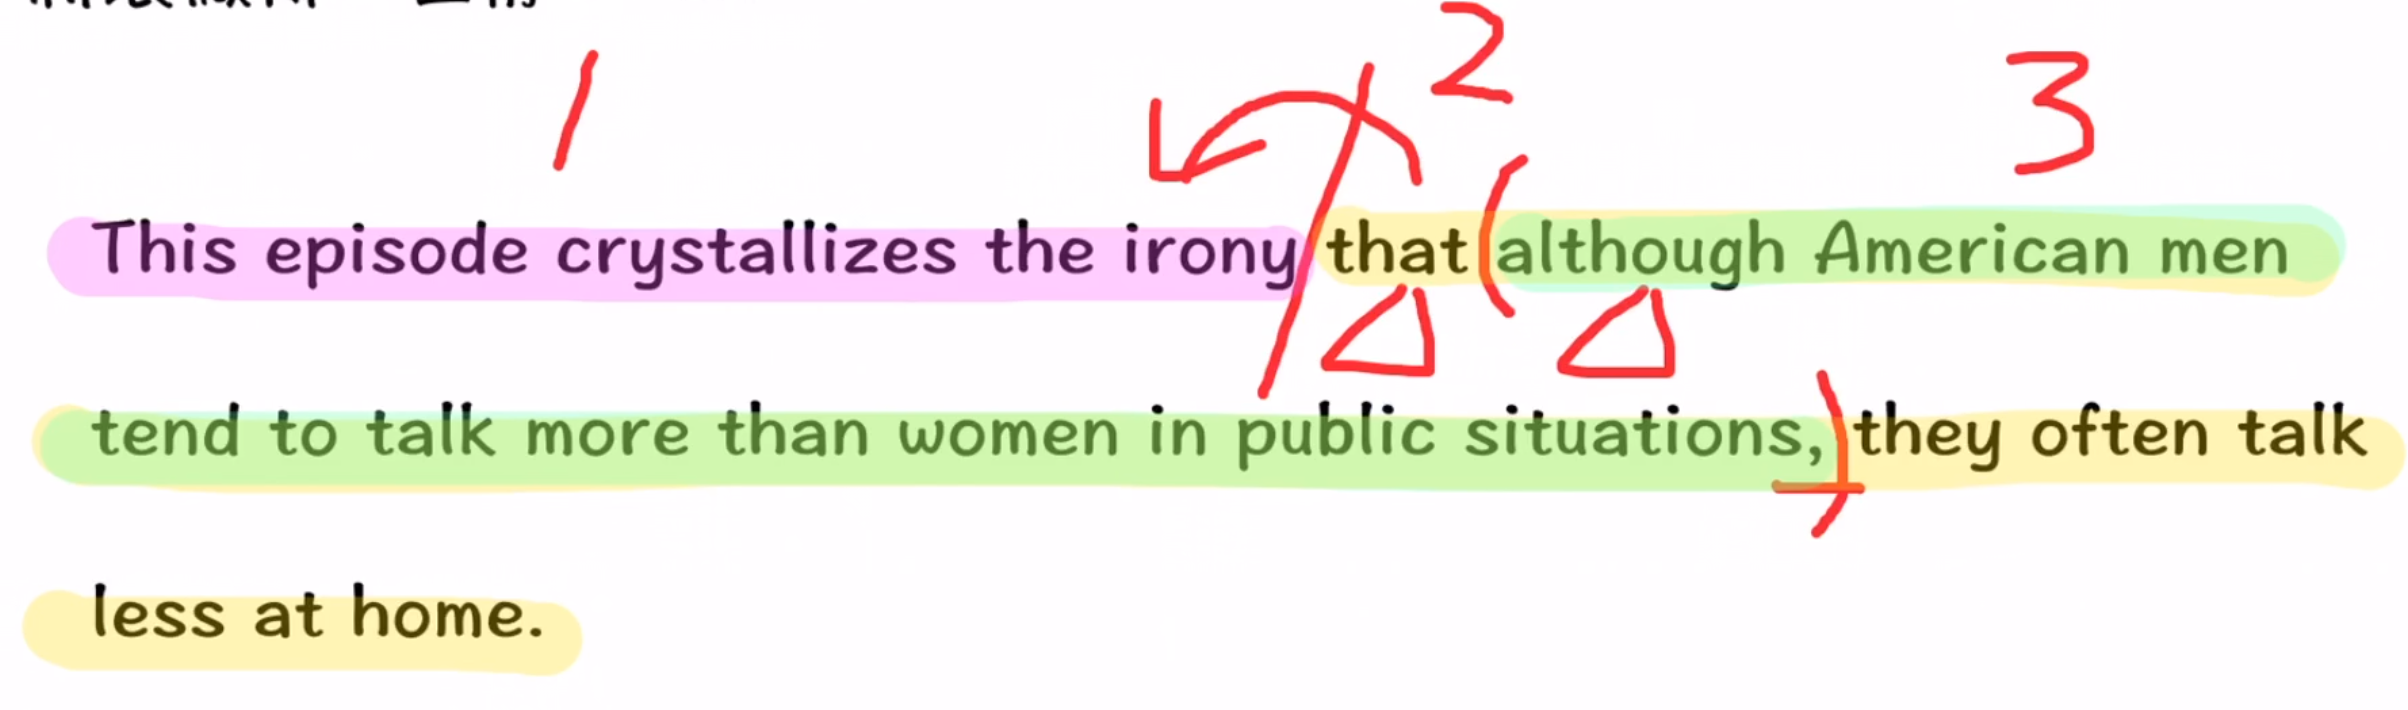 1 2 3
This episode crystallizes the irony that although American men
tend to talk more than women in public situations, they often talk
less at home.